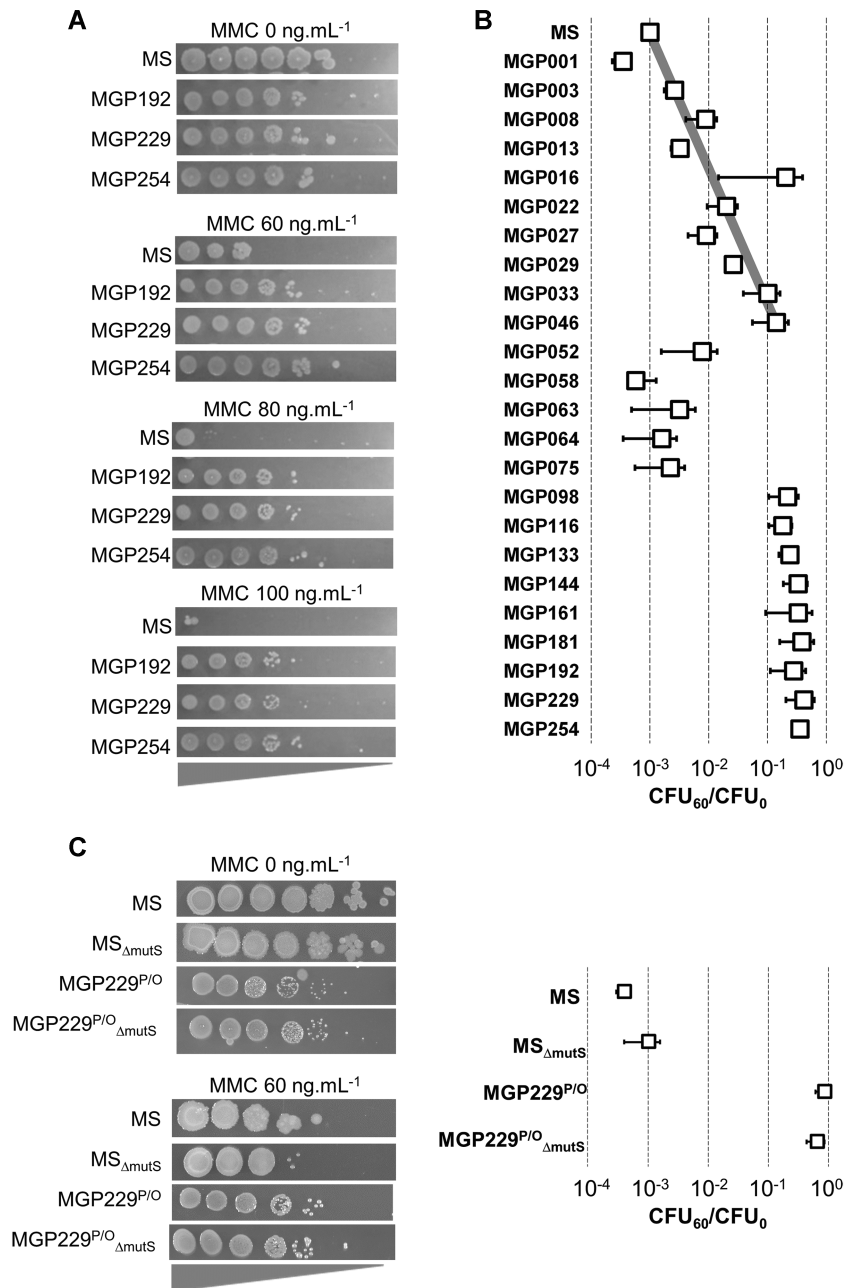 A
MMC 0 ng.mL-1
MS
MGP192
MGP229
MGP254
MMC 60 ng.mL-1
MS
MGP192
MGP229
MGP254
MMC 80 ng.mL-1
MS
MGP192
MGP229
MGP254
MMC 100 ng.mL-1
MS
MGP192
MGP229
MGP254
B
MS
MGP001
MGP003
MGP008
MGP013
MGP016
MGP022
MGP027
MGP029
MGP033
MGP046
MGP052
MGP058
MGP063
MGP064
MGP075
MGP098
MGP116
MGP133
MGP144
MGP161
MGP181
MGP192
MGP229
MGP254
10-4 10-3 10-2 10-1 100
CFU60/CFU0
C
MMC 0 ng.mL-1
MS
MSΔmutS
MGP229P/O
MGP229P/OΔmutS
MMC 60 ng.mL-1
MS
MSΔmutS
MGP229P/O
MGP229P/OΔmutS
MS
MSΔmutS
MGP229P/O
MGP229P/OΔmutS
10-4 10-3 10-2 10-1 100
CFU60/CFU0